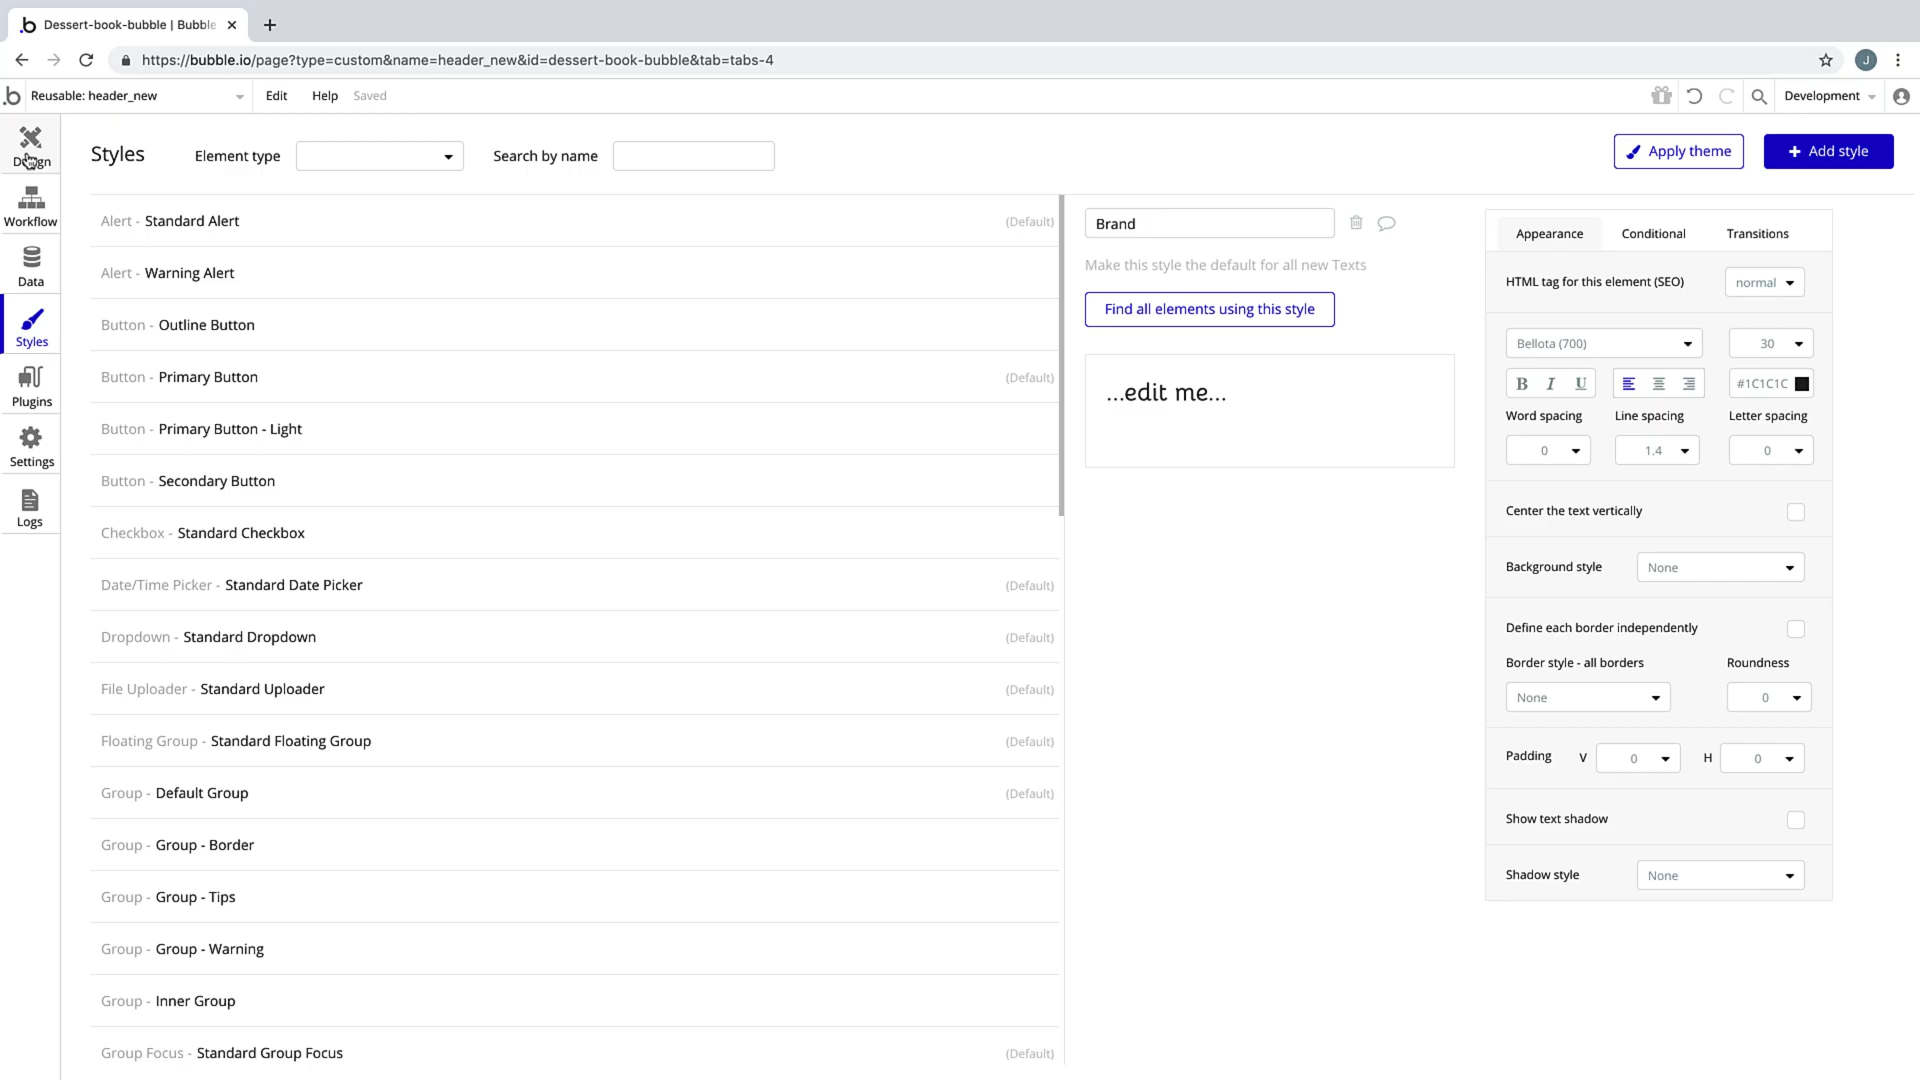 Dessert-book-bubble | Bubble
https://bubble.io/page?type=custom&name=header_new&id=dessert-book-bubble&tab=tabs-4
J
Reusable: header_new Edit Help Saved Development
Design
Workflow
Data
Styles
Plugins
Settings
Logs
Styles Element type Search by name Apply theme + Add style
Alert - Standard Alert (Default)
Alert - Warning Alert
Button - Outline Button
Button - Primary Button (Default)
Button - Primary Button - Light
Button - Secondary Button
Checkbox - Standard Checkbox
Date/Time Picker - Standard Date Picker (Default)
Dropdown - Standard Dropdown (Default)
File Uploader - Standard Uploader (Default)
Floating Group - Standard Floating Group (Default)
Group - Default Group (Default)
Group - Group - Border
Group - Group - Tips
Group - Group - Warning
Group - Inner Group
Group Focus - Standard Group Focus (Default)
Brand
Make this style the default for all new Texts
Find all elements using this style
...edit me...
Appearance Conditional Transitions
HTML tag for this element (SEO) normal
Bellota (700) 30
B I U #1C1C1C
Word spacing Line spacing Letter spacing
0 1.4 0
Center the text vertically
Background style None
Define each border independently
Border style - all borders Roundness
None 0
Padding V 0 H 0
Show text shadow
Shadow style None